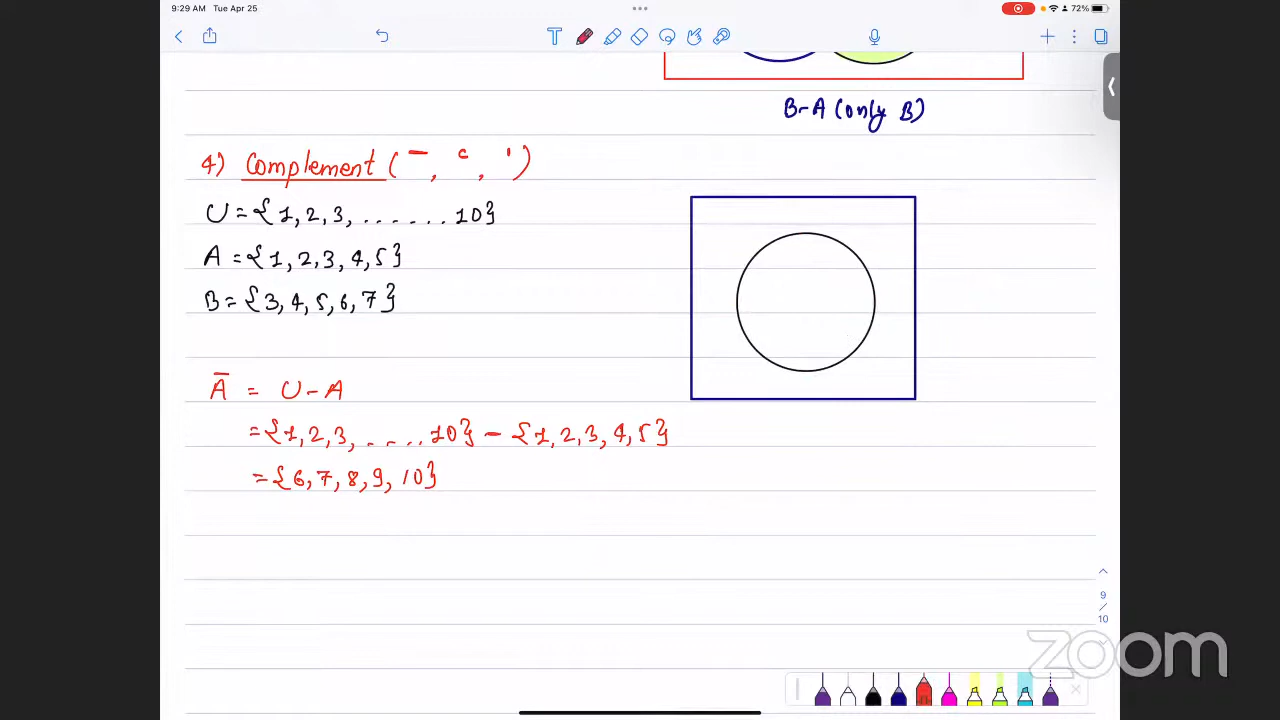 9:29 AM Tue Apr 25
72%
B-A (only B)
4) Complement ( ‾ , c , ' )
U = {1, 2, 3, ...... 10}
A = {1, 2, 3, 4, 5}
B = {3, 4, 5, 6, 7}
Ā = U - A
= {1, 2, 3, ..... 10} - {1, 2, 3, 4, 5}
= {6, 7, 8, 9, 10}
9
/
10
zoom